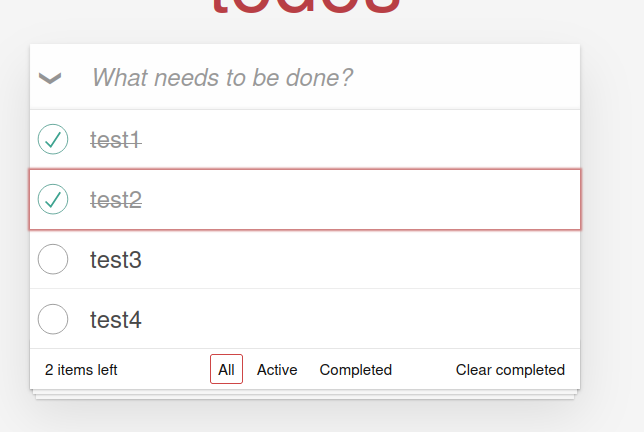 todos
What needs to be done?
test1
test2
test3
test4
2 items left All Active Completed Clear completed